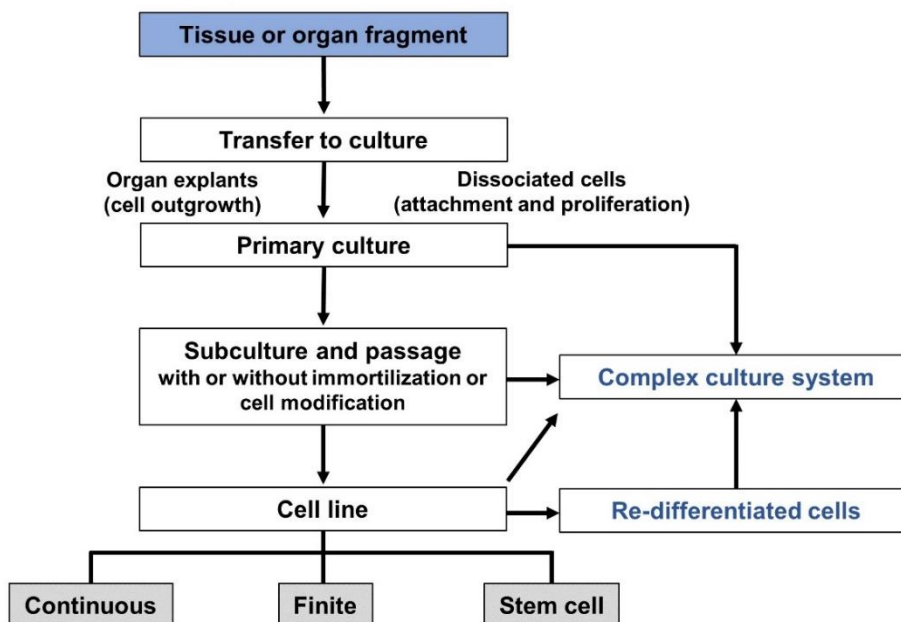 Tissue or organ fragment
Transfer to culture
Organ explants
(cell outgrowth)
Dissociated cells
(attachment and proliferation)
Primary culture
Subculture and passage
with or without immortilization or
cell modification
Complex culture system
Cell line
Re-differentiated cells
Continuous
Finite
Stem cell